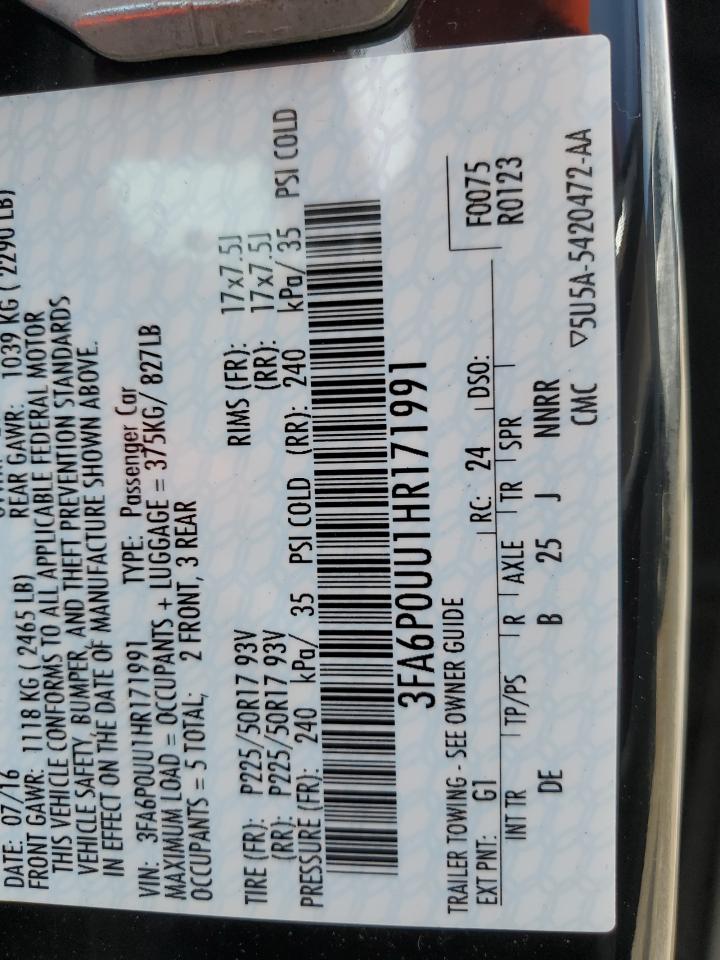 DATE: 07/16
FRONT GAWR: 1118 KG ( 2465 LB) REAR GAWR: 1039 KG ( 2290 LB)
THIS VEHICLE CONFORMS TO ALL APPLICABLE FEDERAL MOTOR
VEHICLE SAFETY, BUMPER, AND THEFT PREVENTION STANDARDS
IN EFFECT ON THE DATE OF MANUFACTURE SHOWN ABOVE.
VIN: 3FA6P0UU1HR171991 TYPE: Passenger Car
MAXIMUM LOAD = OCCUPANTS + LUGGAGE = 375KG/ 827LB
OCCUPANTS = 5 TOTAL; 2 FRONT, 3 REAR
TIRE (FR): P225/50R17 93V RIMS (FR): 17x7.5J
(RR): P225/50R17 93V (RR): 17x7.5J
PRESSURE (FR): 240 kPa/ 35 PSI COLD (RR): 240 kPa/ 35 PSI COLD
3FA6P0UU1HR171991
TRAILER TOWING - SEE OWNER GUIDE F0075
EXT PNT: G1 RC: 24 DSO: R0123
INT TR TP/PS R AXLE TR SPR
DE B 25 J NNRR
CMC ▽5U5A-5420472-AA